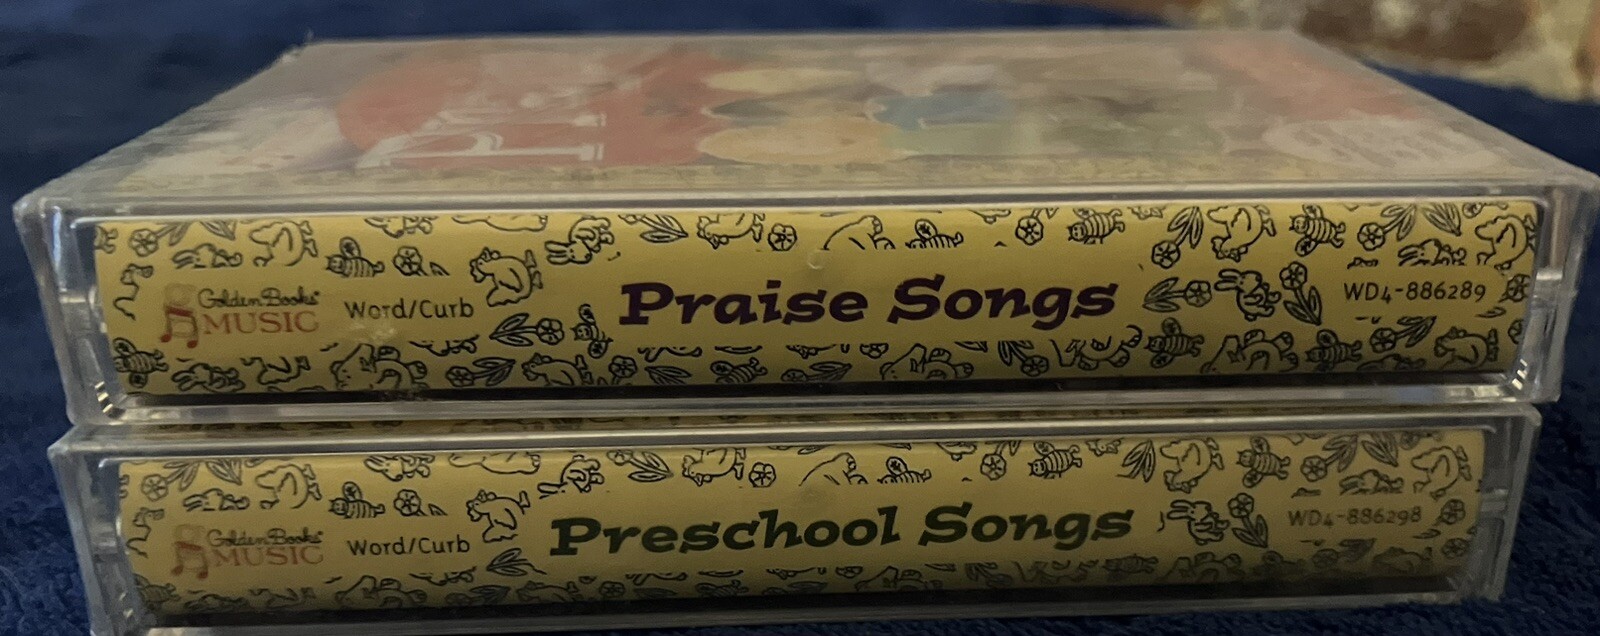 Golden Books®
MUSIC
Word/Curb
Praise Songs
WD4-886289
Golden Books®
MUSIC
Word/Curb
Preschool Songs
WD4-886298